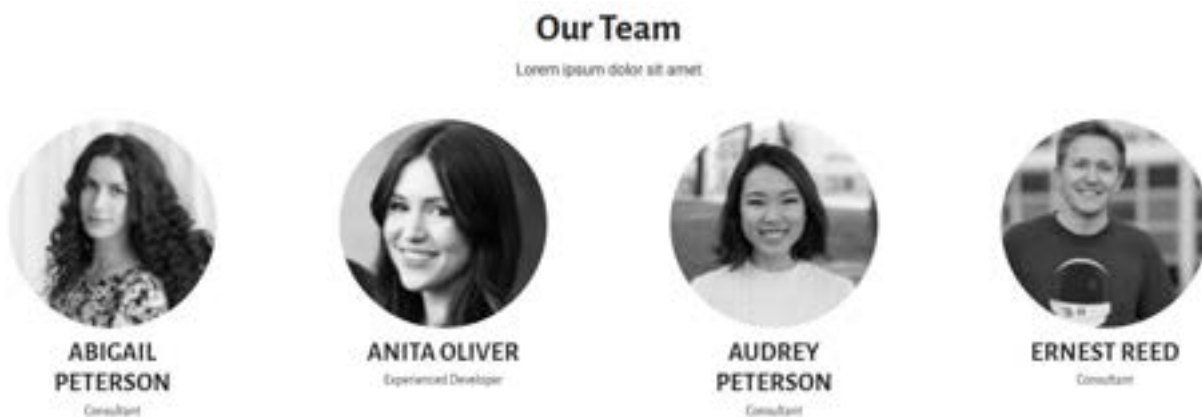 Our Team
Lorem ipsum dolor sit amet
ABIGAIL
PETERSON
Consultant
ANITA OLIVER
Experienced Developer
AUDREY
PETERSON
Consultant
ERNEST REED
Consultant